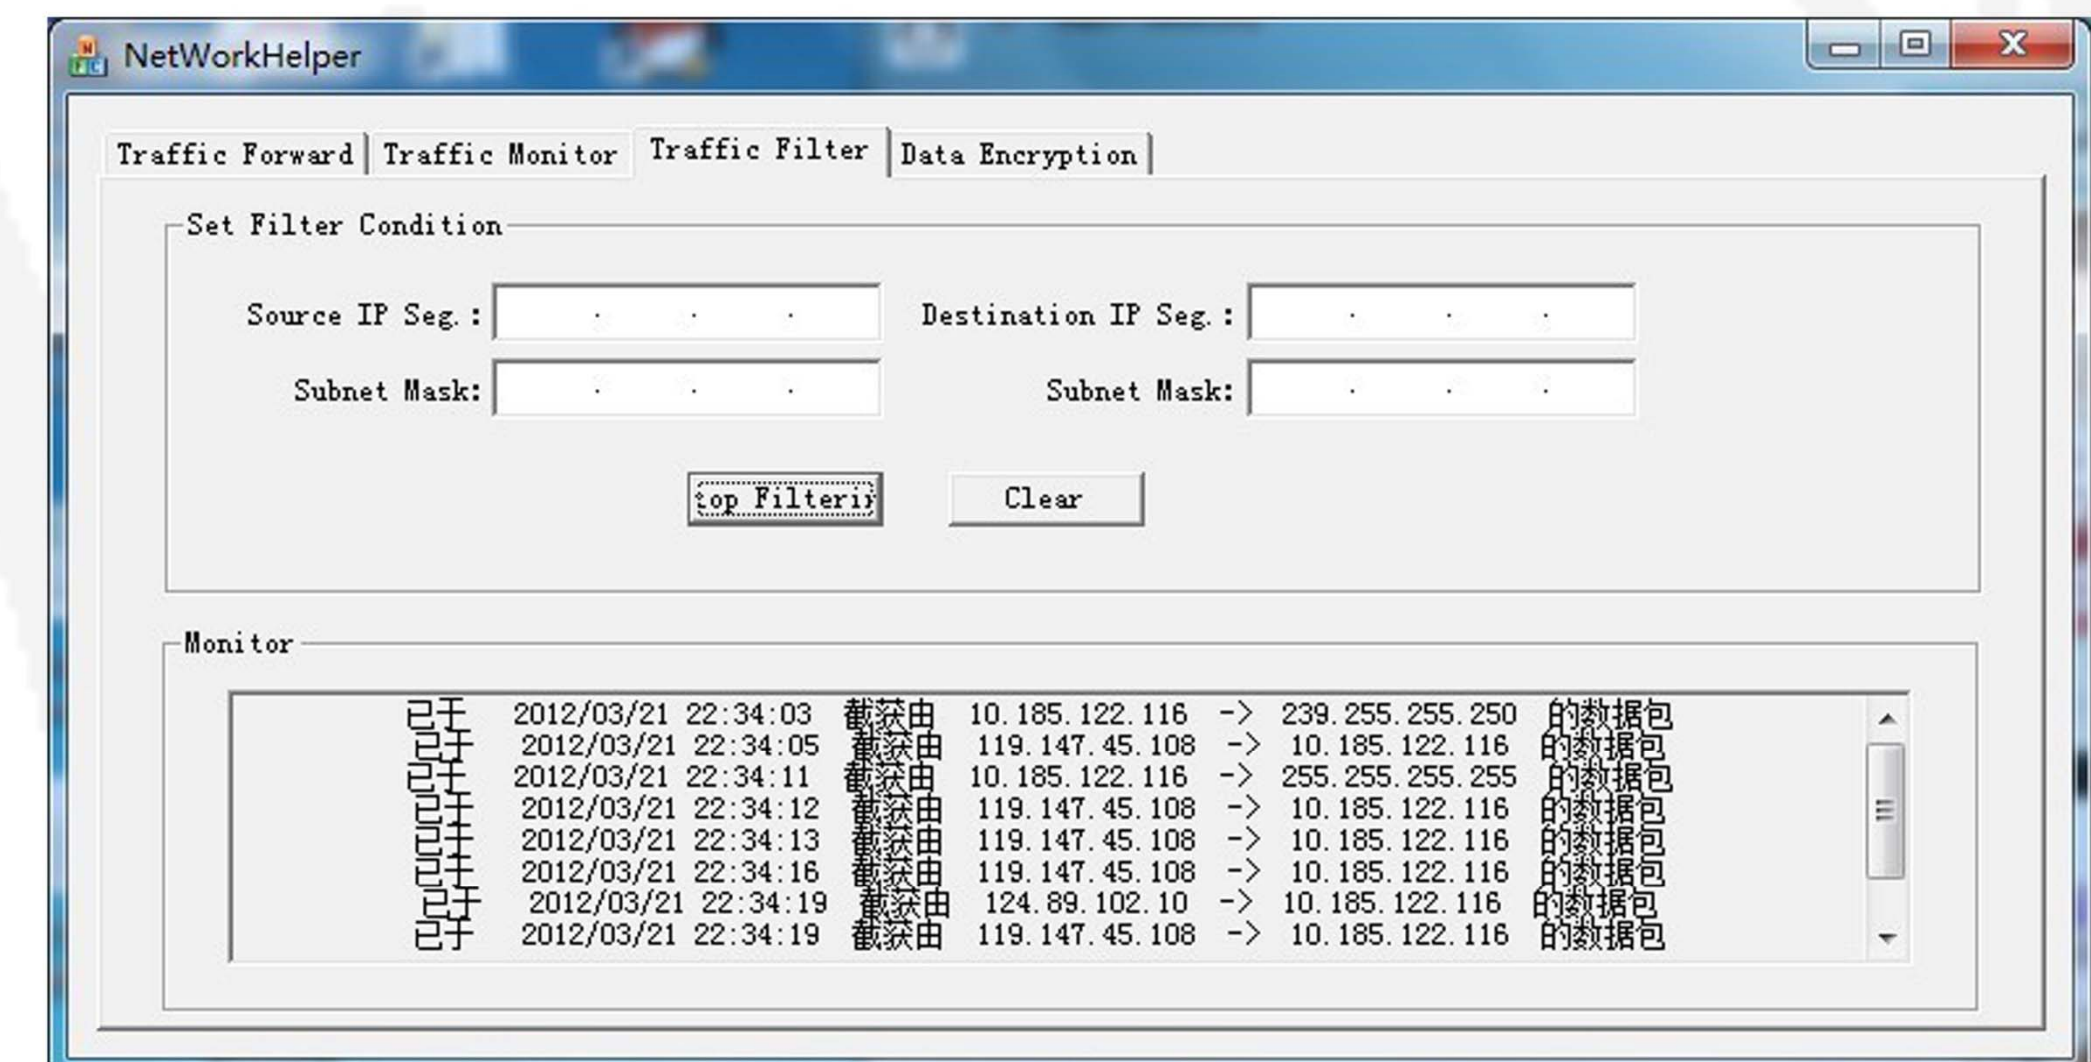 NetWorkHelper
Traffic Forward Traffic Monitor Traffic Filter Data Encryption
Set Filter Condition
Source IP Seg.: . . . Destination IP Seg.: . . .
Subnet Mask: . . . Subnet Mask: . . .
top Filterin Clear
Monitor
已于 2012/03/21 22:34:03 截获由 10.185.122.116 -> 239.255.255.250 的数据包
已于 2012/03/21 22:34:05 截获由 119.147.45.108 -> 10.185.122.116 的数据包
已于 2012/03/21 22:34:11 截获由 10.185.122.116 -> 255.255.255.255 的数据包
已于 2012/03/21 22:34:12 截获由 119.147.45.108 -> 10.185.122.116 的数据包
已于 2012/03/21 22:34:13 截获由 119.147.45.108 -> 10.185.122.116 的数据包
已于 2012/03/21 22:34:16 截获由 119.147.45.108 -> 10.185.122.116 的数据包
已于 2012/03/21 22:34:19 截获由 124.89.102.10 -> 10.185.122.116 的数据包
已于 2012/03/21 22:34:19 截获由 119.147.45.108 -> 10.185.122.116 的数据包